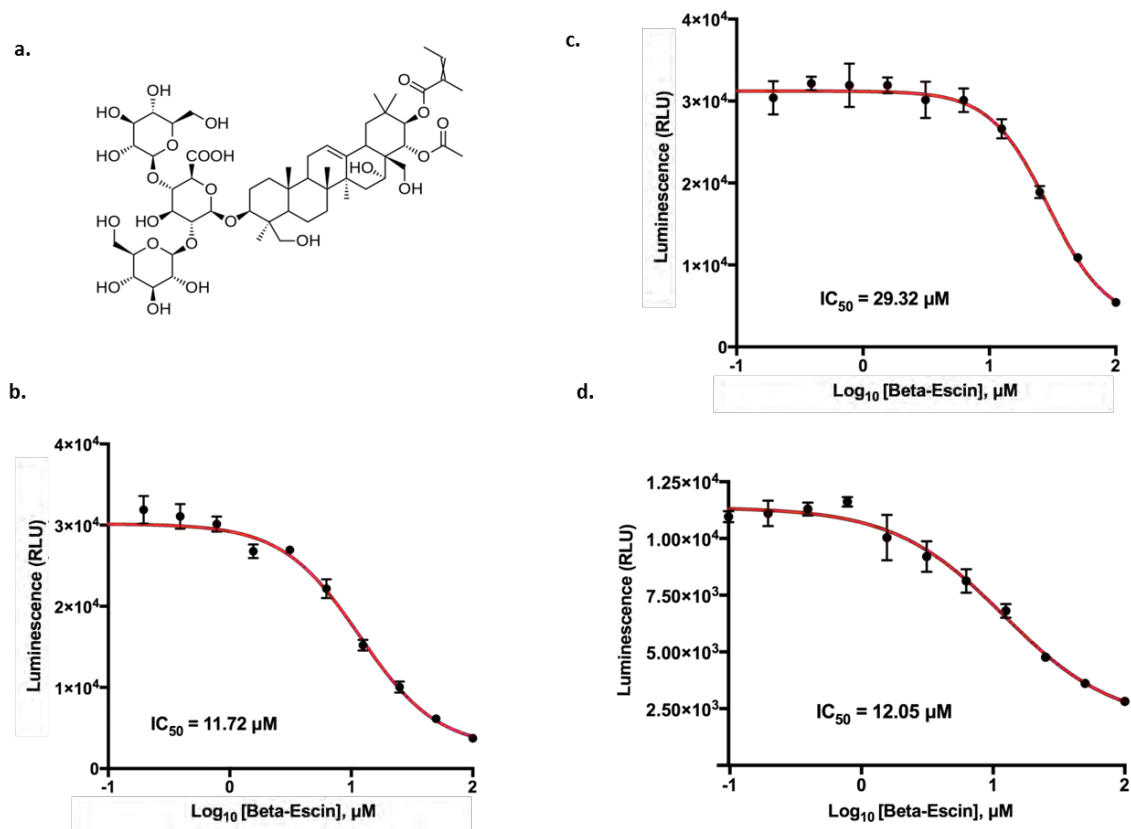 a.
OH
HO
OH
HO
O
O
COOH
O
O
HO
O
HO
O
O
HO
OH
OH
O
O
O
O
HO
OH
OH
b.
4×10⁴
3×10⁴
2×10⁴
1×10⁴
0
Luminescence (RLU)
IC₅₀ = 11.72 µM
-1
0
1
2
Log₁₀ [Beta-Escin], µM
c.
4×10⁴
3×10⁴
2×10⁴
1×10⁴
0
Luminescence (RLU)
IC₅₀ = 29.32 µM
-1
0
1
2
Log₁₀ [Beta-Escin], µM
d.
1.25×10⁴
1.00×10⁴
7.50×10³
5.00×10³
2.50×10³
Luminescence (RLU)
IC₅₀ = 12.05 µM
-1
0
1
2
Log₁₀ [Beta-Escin], µM